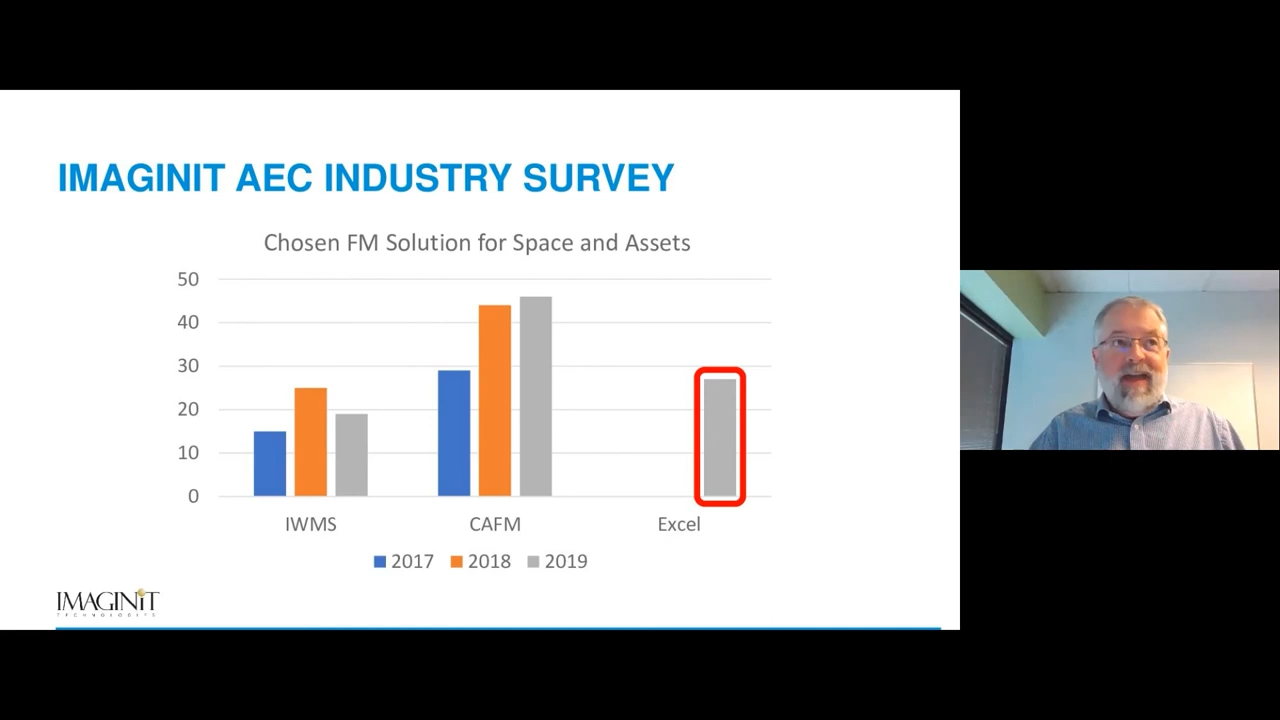 IMAGINIT AEC INDUSTRY SURVEY
Chosen FM Solution for Space and Assets
50
40
30
20
10
0
IWMS CAFM Excel
2017 2018 2019
IMAGINiT
TECHNOLOGIES